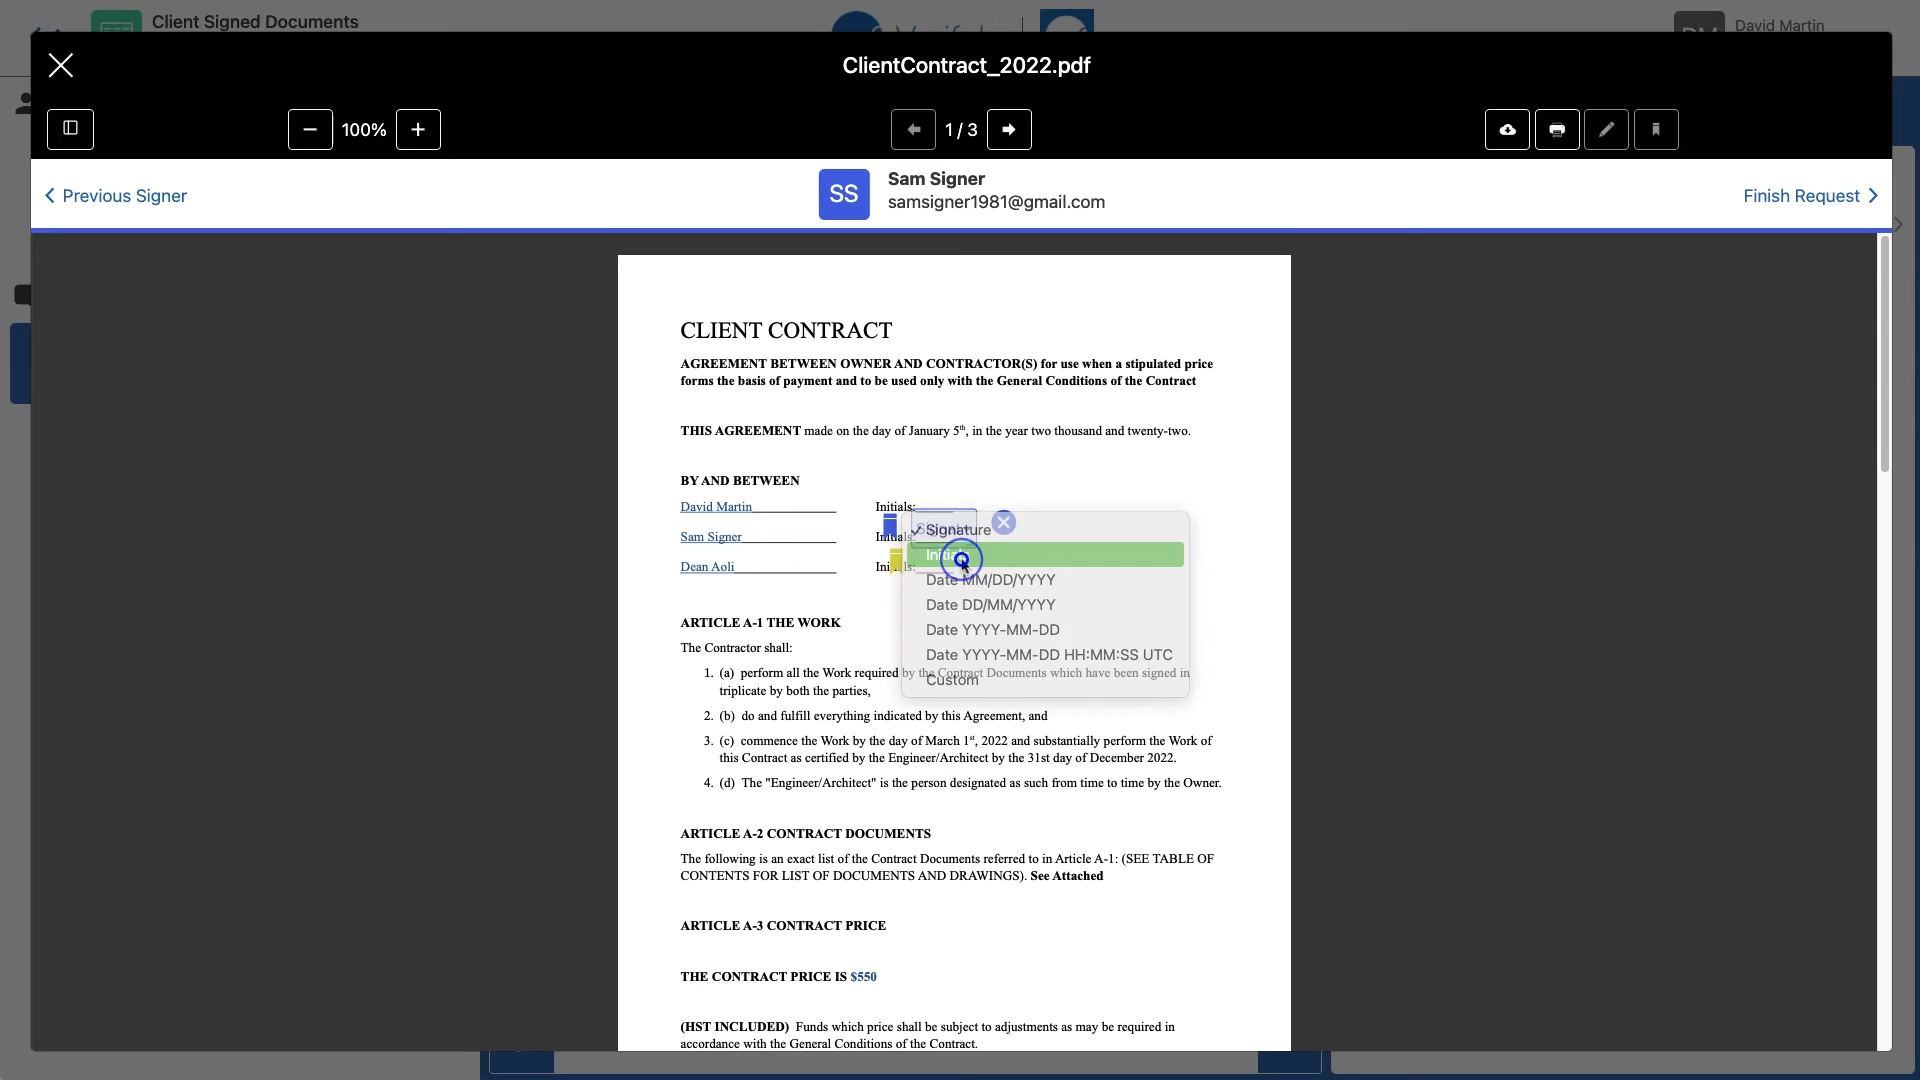 Client Signed Documents
David Martin
ClientContract_2022.pdf
100%
1 / 3
Previous Signer
SS
Sam Signer
samsigner1981@gmail.com
Finish Request
CLIENT CONTRACT
AGREEMENT BETWEEN OWNER AND CONTRACTOR(S) for use when a stipulated price
forms the basis of payment and to be used only with the General Conditions of the Contract
THIS AGREEMENT made on the day of January 5th, in the year two thousand and twenty-two.
BY AND BETWEEN
David Martin____________ Initials:
Sam Signer
Dean Aoli
✓ Signature
Date MM/DD/YYYY
Date DD/MM/YYYY
Date YYYY-MM-DD
Date YYYY-MM-DD HH:MM:SS UTC
Custom
ARTICLE A-1 THE WORK
The Contractor shall:
1. (a) perform all the Work required by the Contract Documents which have been signed in
triplicate by both the parties,
2. (b) do and fulfill everything indicated by this Agreement, and
3. (c) commence the Work by the day of March 1st, 2022 and substantially perform the Work of
this Contract as certified by the Engineer/Architect by the 31st day of December 2022.
4. (d) The "Engineer/Architect" is the person designated as such from time to time by the Owner.
ARTICLE A-2 CONTRACT DOCUMENTS
The following is an exact list of the Contract Documents referred to in Article A-1: (SEE TABLE OF
CONTENTS FOR LIST OF DOCUMENTS AND DRAWINGS). See Attached
ARTICLE A-3 CONTRACT PRICE
THE CONTRACT PRICE IS $550
(HST INCLUDED) Funds which price shall be subject to adjustments as may be required in
accordance with the General Conditions of the Contract.